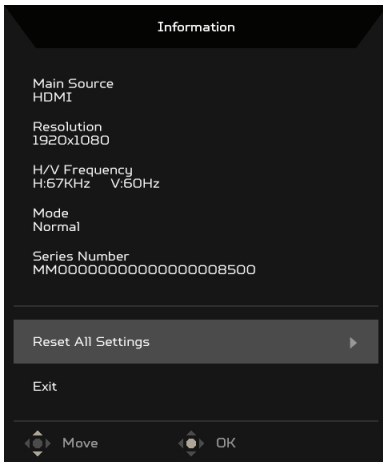 Information
Main Source
HDMI
Resolution
1920x1080
H/V Frequency
H:67KHz V:60Hz
Mode
Normal
Series Number
MM00000000000000008500
Reset All Settings
Exit
Move OK